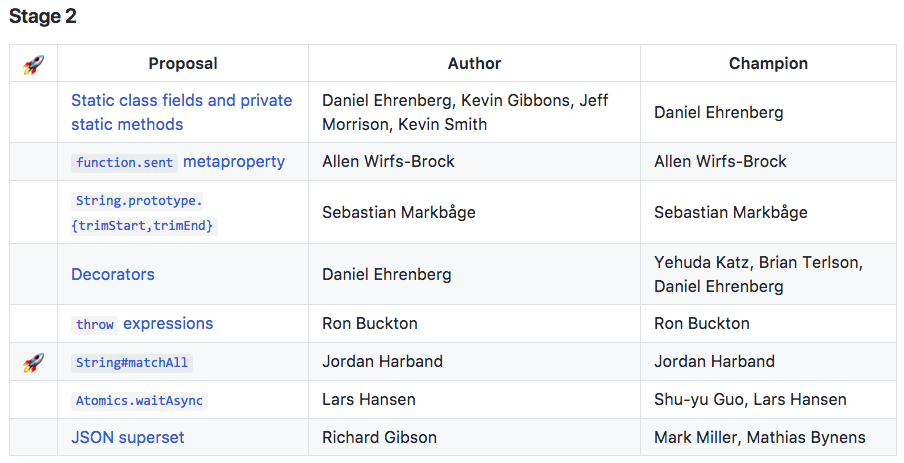 Stage 2
🚀 Proposal Author Champion
Static class fields and private Daniel Ehrenberg, Kevin Gibbons, Jeff Daniel Ehrenberg
static methods Morrison, Kevin Smith
function.sent metaproperty Allen Wirfs-Brock Allen Wirfs-Brock
String.prototype. Sebastian Markbåge Sebastian Markbåge
{trimStart,trimEnd}
Decorators Daniel Ehrenberg Yehuda Katz, Brian Terlson,
Daniel Ehrenberg
throw expressions Ron Buckton Ron Buckton
🚀 String#matchAll Jordan Harband Jordan Harband
Atomics.waitAsync Lars Hansen Shu-yu Guo, Lars Hansen
JSON superset Richard Gibson Mark Miller, Mathias Bynens